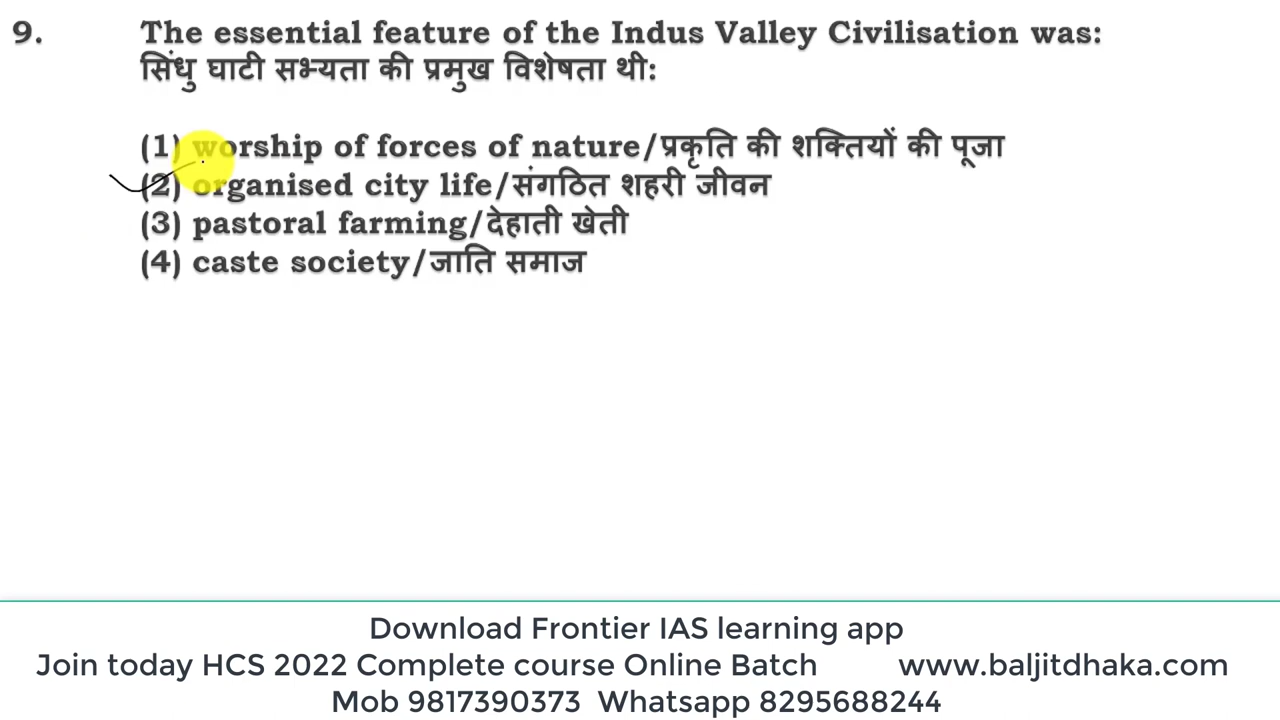 9. The essential feature of the Indus Valley Civilisation was:
सिंधु घाटी सभ्यता की प्रमुख विशेषता थी:
(1) worship of forces of nature/प्रकृति की शक्तियों की पूजा
(2) organised city life/संगठित शहरी जीवन
(3) pastoral farming/देहाती खेती
(4) caste society/जाति समाज
Download Frontier IAS learning app
Join today HCS 2022 Complete course Online Batch www.baljitdhaka.com
Mob 9817390373 Whatsapp 8295688244